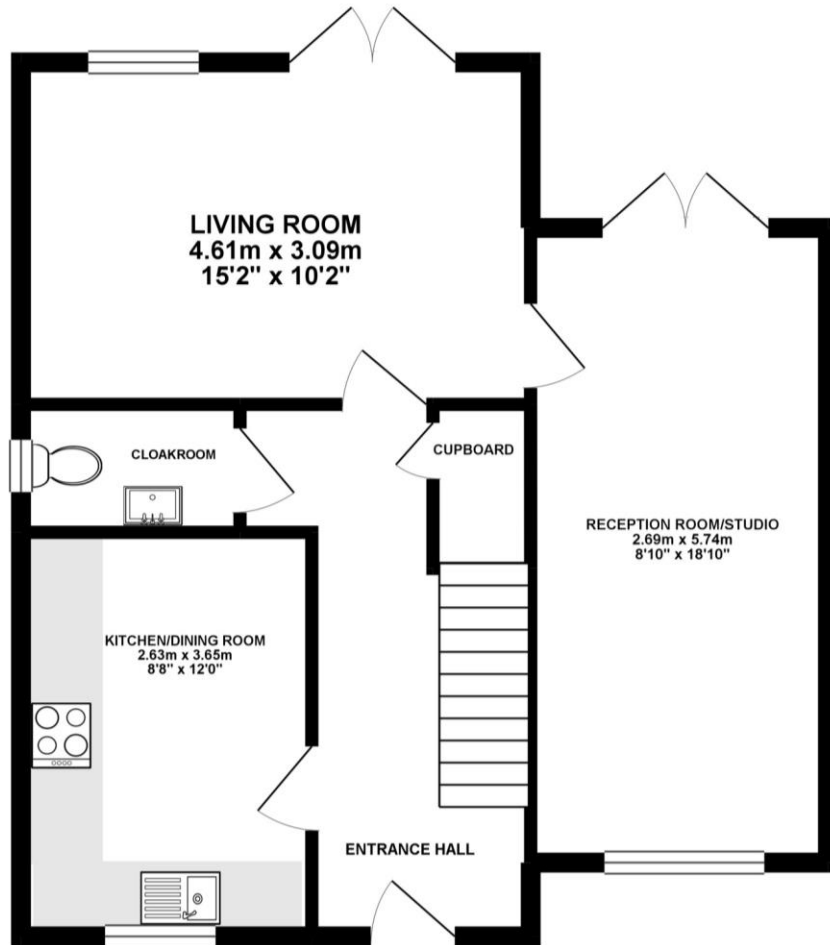 LIVING ROOM
4.61m x 3.09m
15'2" x 10'2"
CLOAKROOM
CUPBOARD
RECEPTION ROOM/STUDIO
2.69m x 5.74m
8'10" x 18'10"
KITCHEN/DINING ROOM
2.63m x 3.65m
8'8" x 12'0"
ENTRANCE HALL